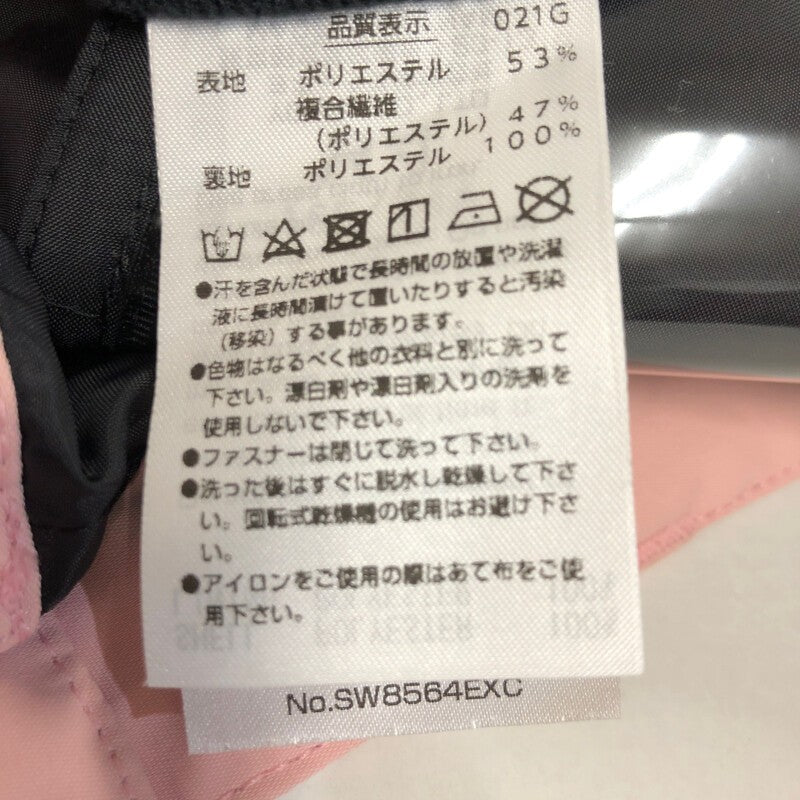 品質表示 021G
表地 ポリエステル 53%
複合繊維
(ポリエステル) 47%
裏地 ポリエステル 100%
●汗を含んだ状態で長時間の放置や洗濯
液に長時間漬けて置いたりすると汚染
(移染)する事があります。
●色物はなるべく他の衣料と別に洗って
下さい。漂白剤や漂白剤入りの洗剤を
使用しないで下さい。
●ファスナーは閉じて洗って下さい。
●洗った後はすぐに脱水し乾燥して下さ
い。回転式乾燥機の使用はお避け下さ
い。
●アイロンをご使用の際はあて布をご使
用下さい。
SHELL POLYESTER 100%
No.SW8564EXC